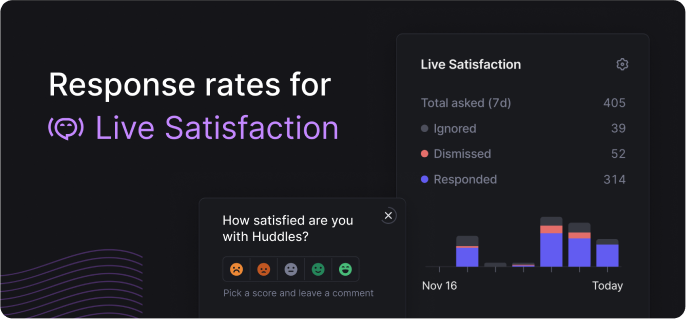 Response rates for
Live Satisfaction
Live Satisfaction
Total asked (7d) 405
Ignored 39
Dismissed 52
Responded 314
Nov 16 Today
How satisfied are you
with Huddles?
Pick a score and leave a comment